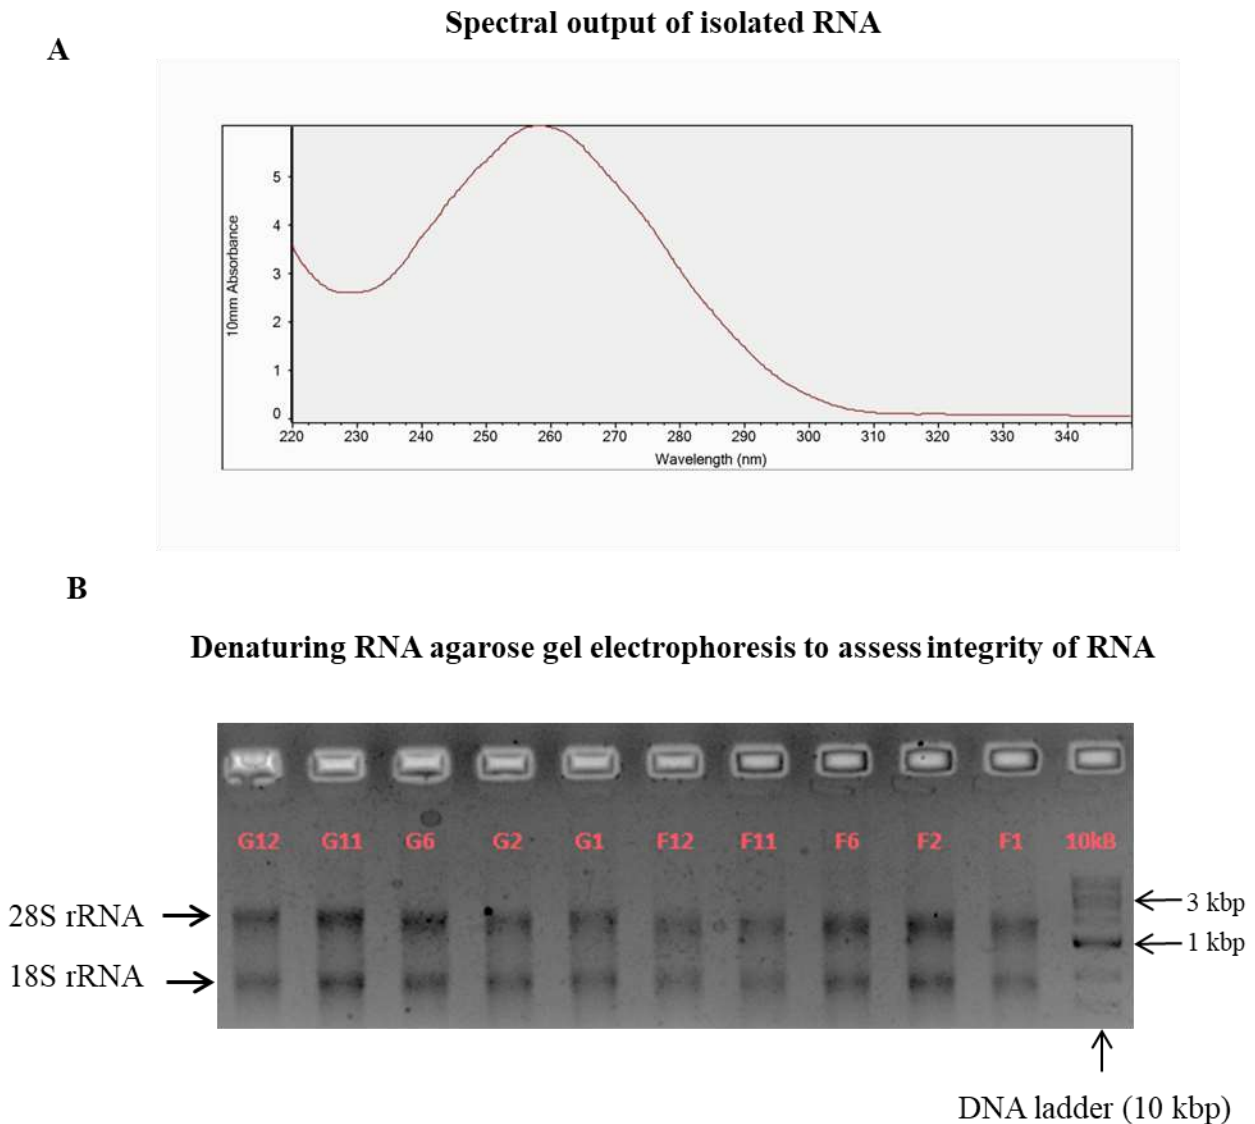 Spectral output of isolated RNA
A
10mm Absorbance
5
4
3
2
1
0
220 230 240 250 260 270 280 290 300 310 320 330 340
Wavelength (nm)
B
Denaturing RNA agarose gel electrophoresis to assess integrity of RNA
G12 G11 G6 G2 G1 F12 F11 F6 F2 F1 10kB
28S rRNA
3 kbp
1 kbp
18S rRNA
DNA ladder (10 kbp)